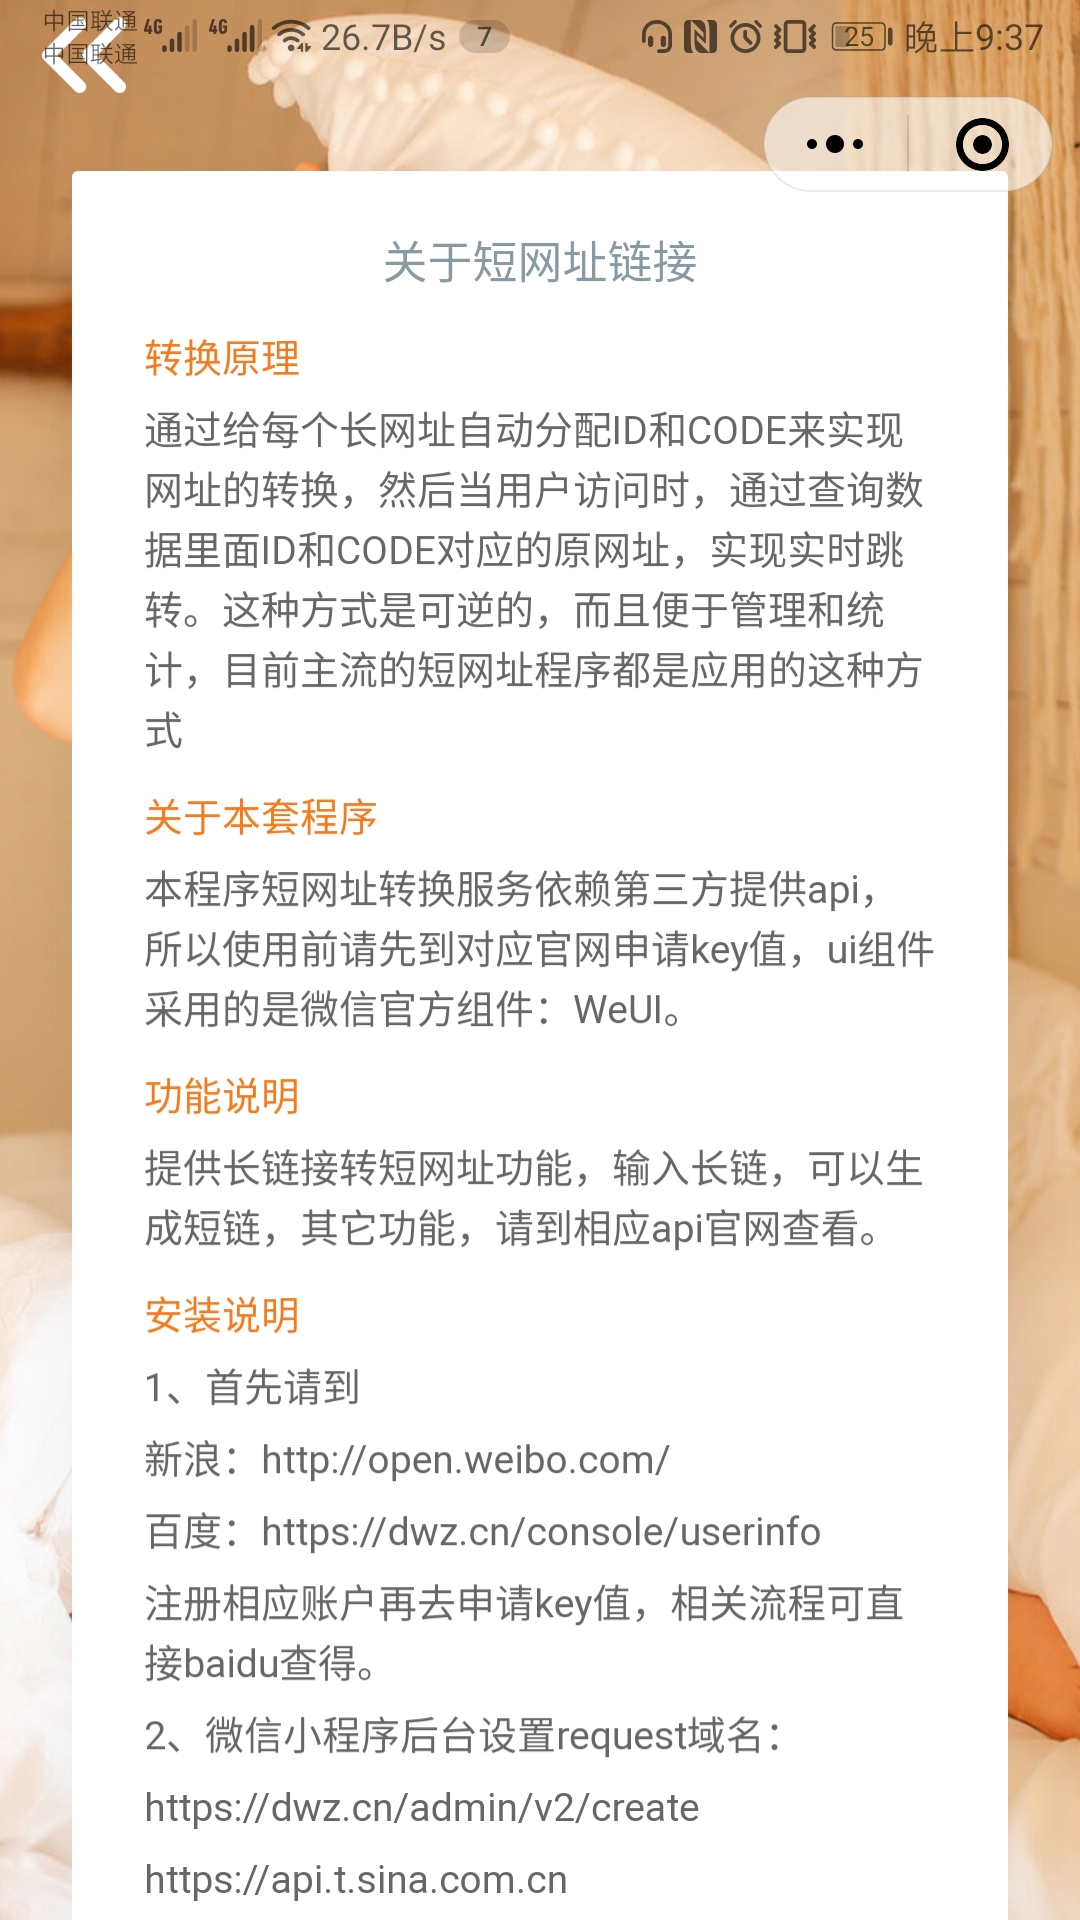 中国联通 4G 4G 26.7B/s 7 25 晚上9:37
中国联通
关于短网址链接
转换原理
通过给每个长网址自动分配ID和CODE来实现
网址的转换，然后当用户访问时，通过查询数
据里面ID和CODE对应的原网址，实现实时跳
转。这种方式是可逆的，而且便于管理和统
计，目前主流的短网址程序都是应用的这种方
式
关于本套程序
本程序短网址转换服务依赖第三方提供api，
所以使用前请先到对应官网申请key值，ui组件
采用的是微信官方组件：WeUI。
功能说明
提供长链接转短网址功能，输入长链，可以生
成短链，其它功能，请到相应api官网查看。
安装说明
1、首先请到
新浪：http://open.weibo.com/
百度：https://dwz.cn/console/userinfo
注册相应账户再去申请key值，相关流程可直
接baidu查得。
2、微信小程序后台设置request域名：
https://dwz.cn/admin/v2/create
https://api.t.sina.com.cn